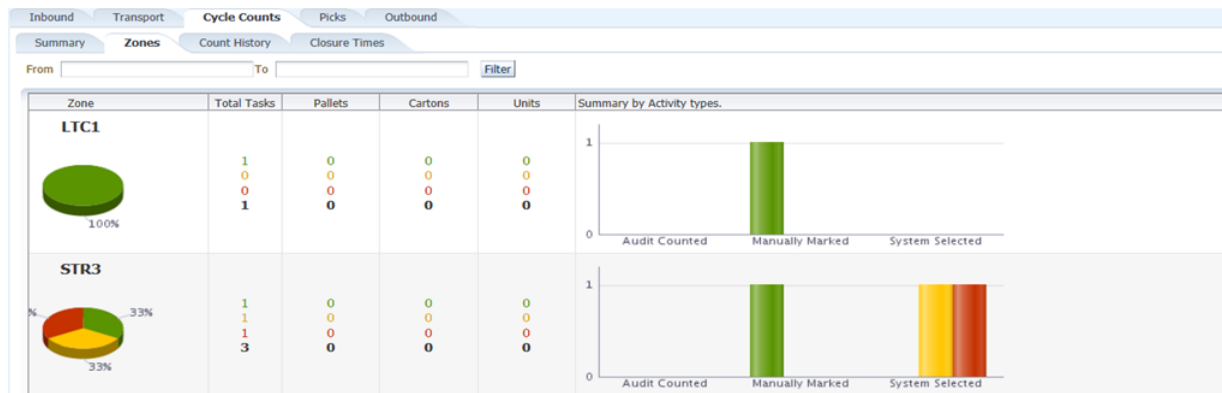 Inbound Transport Cycle Counts Picks Outbound
Summary Zones Count History Closure Times
From To Filter
Zone Total Tasks Pallets Cartons Units Summary by Activity types.
LTC1
1 0 0 0
0 0 0 0
0 0 0 0
1 0 0 0
100%
1
0
Audit Counted Manually Marked System Selected
STR3
% 33%
33%
1 0 0 0
1 0 0 0
1 0 0 0
3 0 0 0
1
0
Audit Counted Manually Marked System Selected